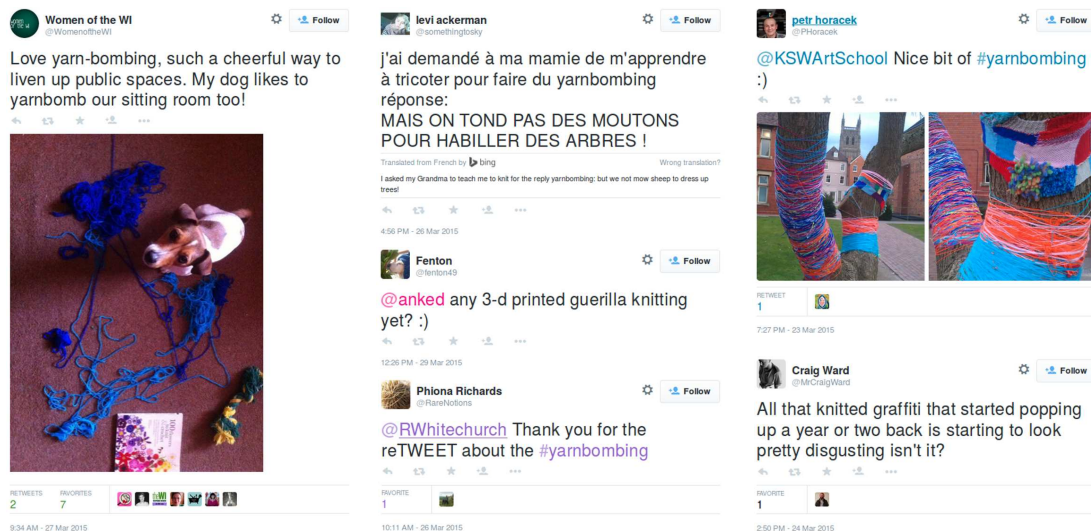 Women of the WI
@WomenoftheWI
Follow
Love yarn-bombing, such a cheerful way to
liven up public spaces. My dog likes to
yarnbomb our sitting room too!
RETWEETS
2
FAVORITES
7
9:34 AM - 27 Mar 2015
levi ackerman
@somethingtosky
Follow
j'ai demandé à ma mamie de m'apprendre
à tricoter pour faire du yarnbombing
réponse:
MAIS ON TOND PAS DES MOUTONS
POUR HABILLER DES ARBRES !
Translated from French by bing
Wrong translation?
I asked my Grandma to teach me to knit for the reply yarnbombing: but we not mow sheep to dress up
trees!
4:56 PM - 26 Mar 2015
Fenton
@fenton49
Follow
@anked any 3-d printed guerilla knitting
yet? :)
12:26 PM - 29 Mar 2015
Phiona Richards
@RareNotions
Follow
@RWhitechurch Thank you for the
reTWEET about the #yarnbombing
FAVORITE
1
10:11 AM - 26 Mar 2015
petr horacek
@PHoracek
Follow
@KSWArtSchool Nice bit of #yarnbombing
:)
RETWEET
1
7:27 PM - 23 Mar 2015
Craig Ward
@MrCraigWard
Follow
All that knitted graffiti that started popping
up a year or two back is starting to look
pretty disgusting isn't it?
FAVORITE
1
2:50 PM - 24 Mar 2015